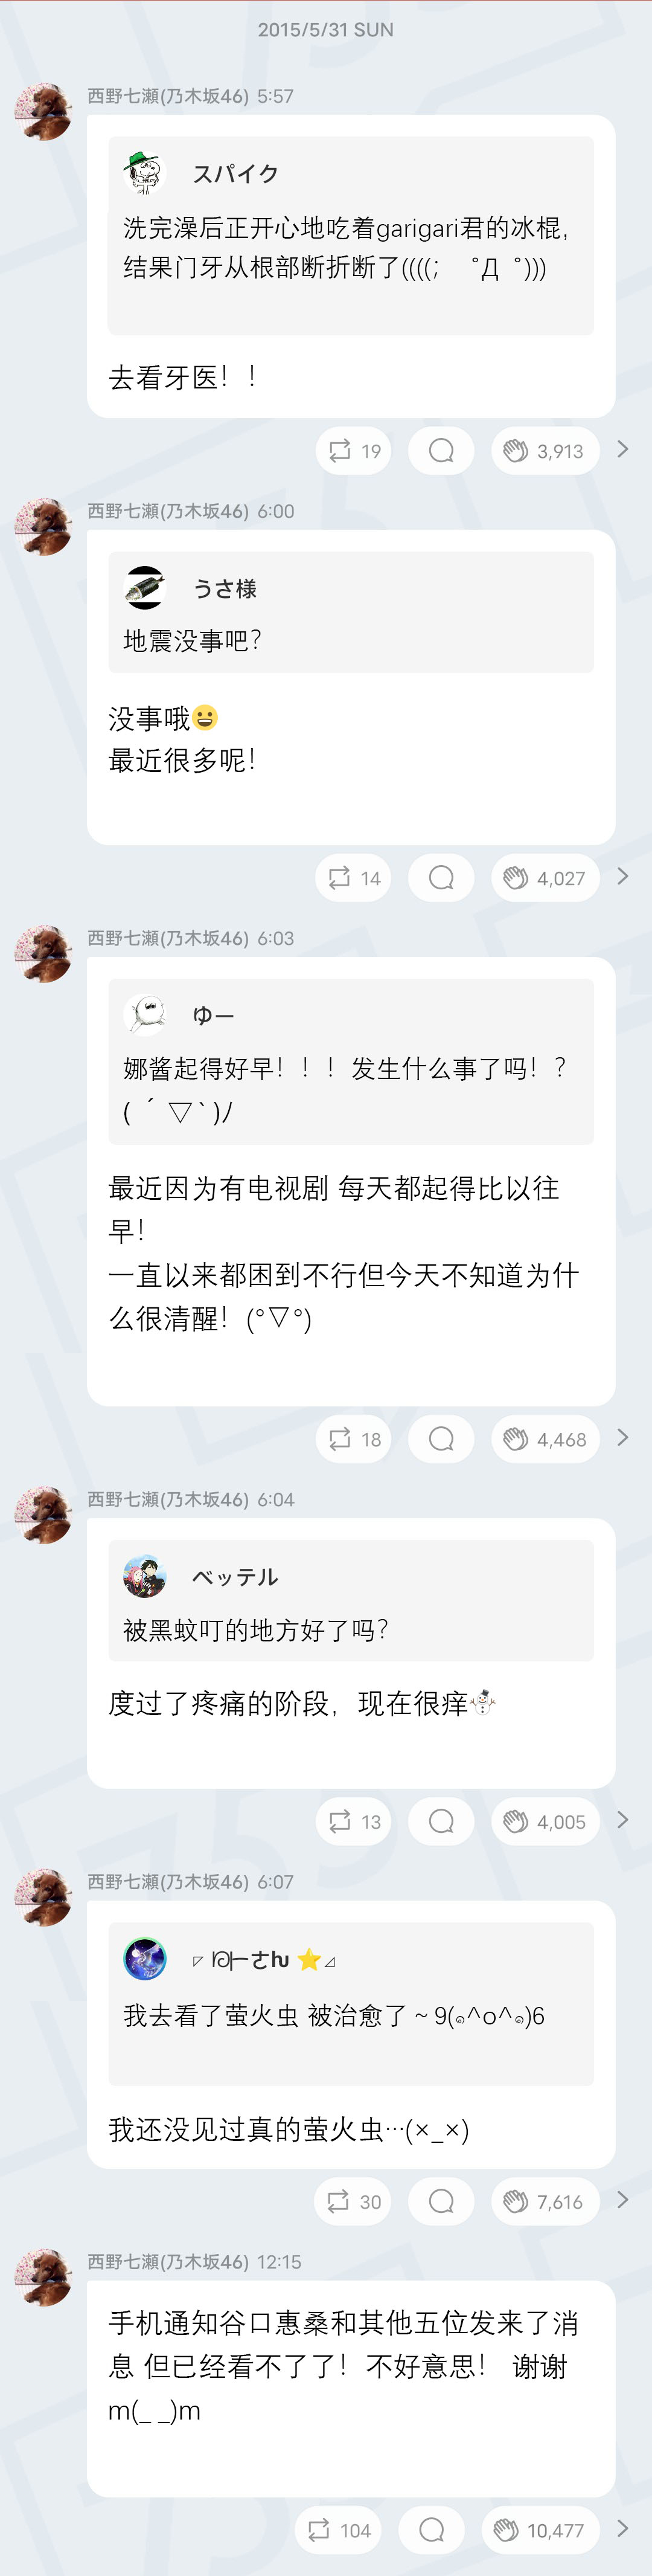 2015/5/31 SUN
西野七瀬(乃木坂46) 5:57
スパイク
洗完澡后正开心地吃着garigari君的冰棍,
结果门牙从根部断折断了((((； ゜Д゜)))
去看牙医！！
19
3,913
西野七瀬(乃木坂46) 6:00
うさ様
地震没事吧？
没事哦😀
最近很多呢！
14
4,027
西野七瀬(乃木坂46) 6:03
ゆー
娜酱起得好早！！！发生什么事了吗！？
( ´ ▽ ` )ﾉ
最近因为有电视剧 每天都起得比以往
早！
一直以来都困到不行但今天不知道为什
么很清醒！(°▽°)
18
4,468
西野七瀬(乃木坂46) 6:04
ベッテル
被黑蚊叮的地方好了吗？
度过了疼痛的阶段，现在很痒⛄
13
4,005
西野七瀬(乃木坂46) 6:07
我去看了萤火虫 被治愈了～9(๑^o^๑)6
我还没见过真的萤火虫…(×_×)
30
7,616
西野七瀬(乃木坂46) 12:15
手机通知谷口惠桑和其他五位发来了消
息 但已经看不了了！不好意思！ 谢谢
m(_ _)m
104
10,477